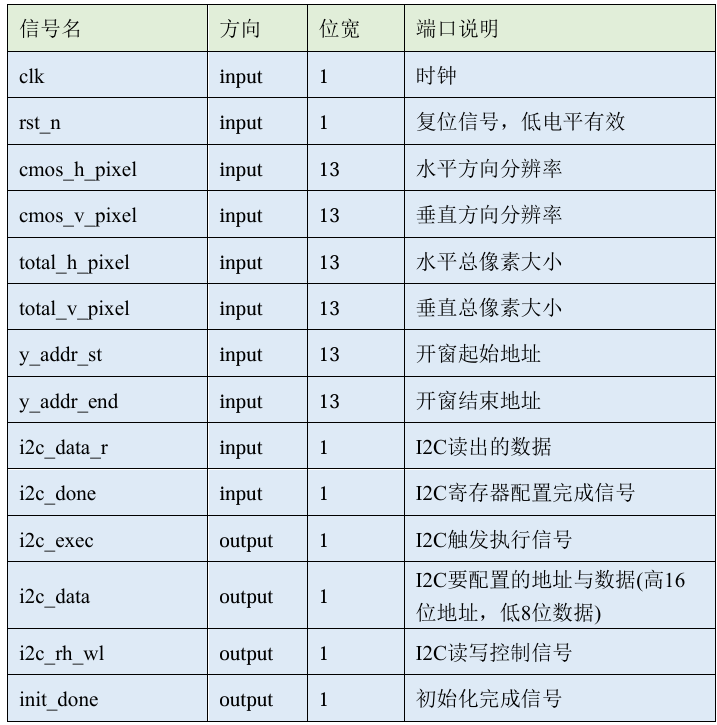 信号名 方向 位宽 端口说明
clk input 1 时钟
rst_n input 1 复位信号，低电平有效
cmos_h_pixel input 13 水平方向分辨率
cmos_v_pixel input 13 垂直方向分辨率
total_h_pixel input 13 水平总像素大小
total_v_pixel input 13 垂直总像素大小
y_addr_st input 13 开窗起始地址
y_addr_end input 13 开窗结束地址
i2c_data_r input 1 I2C读出的数据
i2c_done input 1 I2C寄存器配置完成信号
i2c_exec output 1 I2C触发执行信号
i2c_data output 1 I2C要配置的地址与数据(高16
位地址，低8位数据)
i2c_rh_wl output 1 I2C读写控制信号
init_done output 1 初始化完成信号